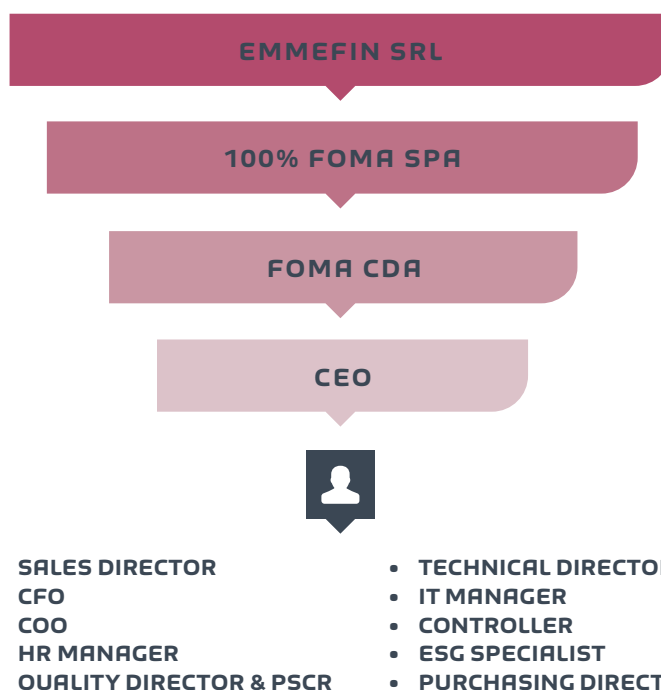 EMMEFIN SRL
100% FOMA SPA
FOMA CDA
CEO
SALES DIRECTOR
CFO
COO
HR MANAGER
QUALITY DIRECTOR & PSCR
• TECHNICAL DIRECTOR
• IT MANAGER
• CONTROLLER
• ESG SPECIALIST
• PURCHASING DIRECT